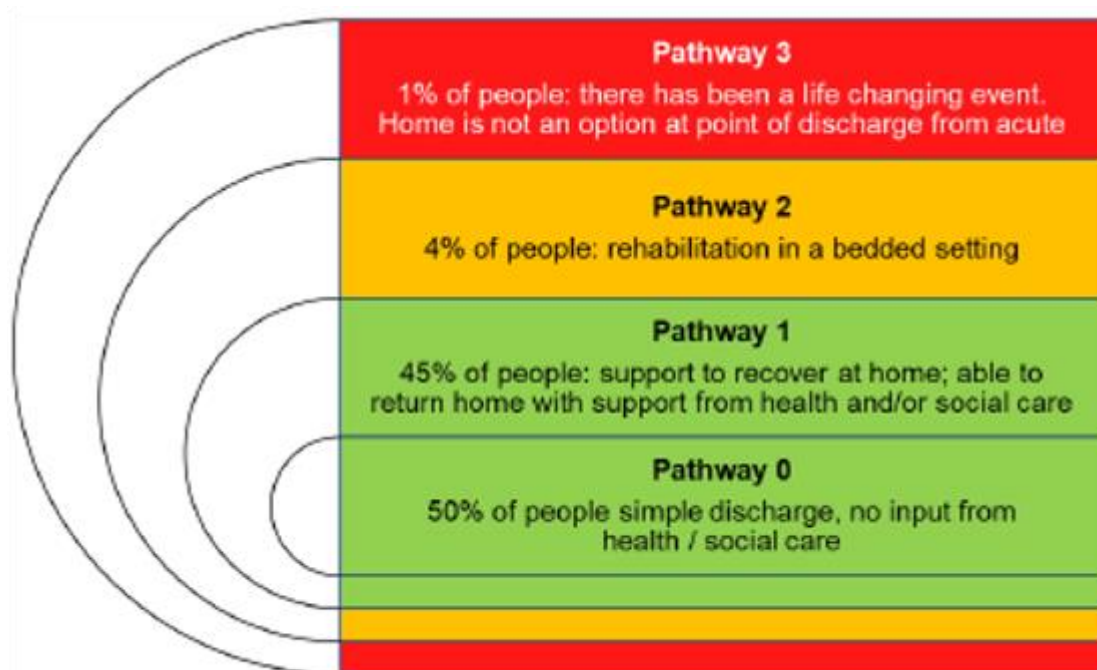 Pathway 3
1% of people: there has been a life changing event.
Home is not an option at point of discharge from acute
Pathway 2
4% of people: rehabilitation in a bedded setting
Pathway 1
45% of people: support to recover at home; able to
return home with support from health and/or social care
Pathway 0
50% of people simple discharge, no input from
health / social care